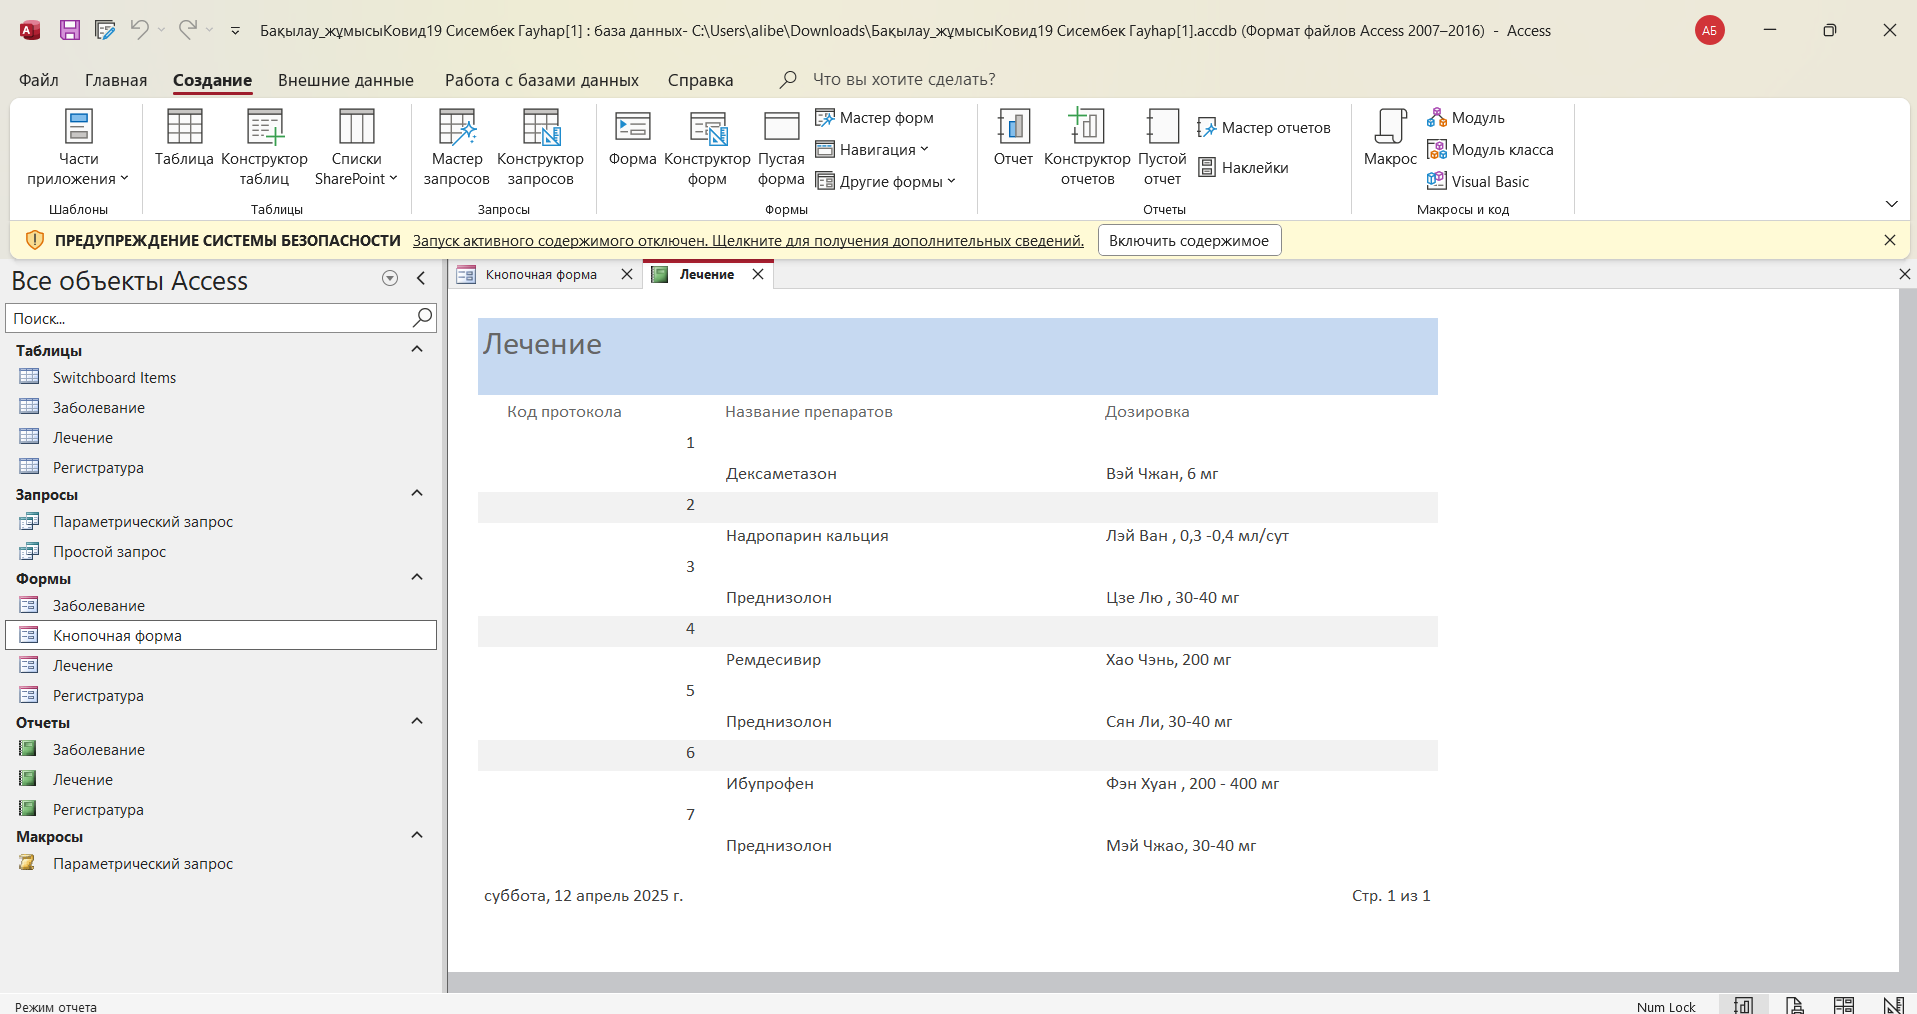 Бақылау_жұмысыКовид19 Сисембек Гауһар[1] : база данных- C:\Users\alibe\Downloads\Бақылау_жұмысыКовид19 Сисембек Гауһар[1].accdb (Формат файлов Access 2007–2016) - Access
АБ
Файл Главная Создание Внешние данные Работа с базами данных Справка Что вы хотите сделать?
Части приложения
Таблица
Конструктор таблиц
Списки SharePoint
Мастер запросов
Конструктор запросов
Форма
Конструктор форм
Пустая форма
Мастер форм
Навигация
Другие формы
Отчет
Конструктор отчетов
Пустой отчет
Мастер отчетов
Наклейки
Макрос
Модуль
Модуль класса
Visual Basic
Шаблоны Таблицы Запросы Формы Отчеты Макросы и код
ПРЕДУПРЕЖДЕНИЕ СИСТЕМЫ БЕЗОПАСНОСТИ Запуск активного содержимого отключен. Щелкните для получения дополнительных сведений. Включить содержимое
Все объекты Access
Поиск...
Таблицы
Switchboard Items
Заболевание
Лечение
Регистратура
Запросы
Параметрический запрос
Простой запрос
Формы
Заболевание
Кнопочная форма
Лечение
Регистратура
Отчеты
Заболевание
Лечение
Регистратура
Макросы
Параметрический запрос
Кнопочная форма Лечение
Лечение
Код протокола Название препаратов Дозировка
1
Дексаметазон Вэй Чжан, 6 мг
2
Надропарин кальция Лэй Ван , 0,3 -0,4 мл/сут
3
Преднизолон Цзе Лю , 30-40 мг
4
Ремдесивир Хао Чэнь, 200 мг
5
Преднизолон Сян Ли, 30-40 мг
6
Ибупрофен Фэн Хуан , 200 - 400 мг
7
Преднизолон Мэй Чжао, 30-40 мг
суббота, 12 апрель 2025 г. Стр. 1 из 1
Режим отчета Num Lock